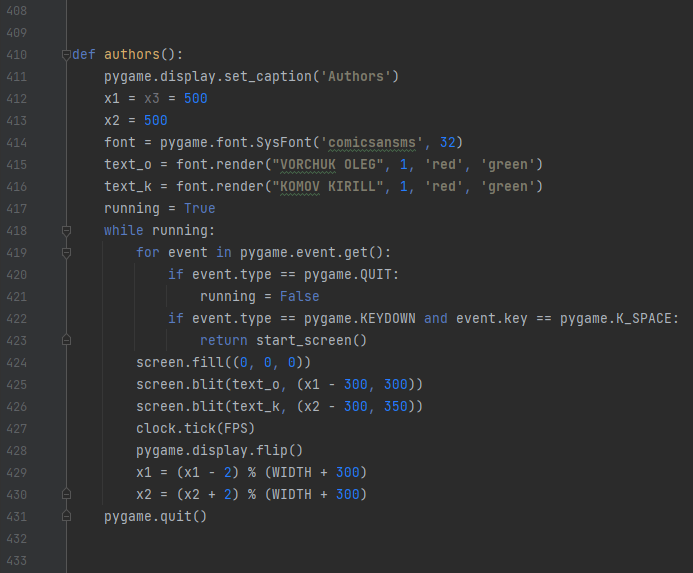 408
409
410 def authors():
411     pygame.display.set_caption('Authors')
412     x1 = x3 = 500
413     x2 = 500
414     font = pygame.font.SysFont('comicsansms', 32)
415     text_o = font.render("VORCHUK OLEG", 1, 'red', 'green')
416     text_k = font.render("KOMOV KIRILL", 1, 'red', 'green')
417     running = True
418     while running:
419         for event in pygame.event.get():
420             if event.type == pygame.QUIT:
421                 running = False
422             if event.type == pygame.KEYDOWN and event.key == pygame.K_SPACE:
423                 return start_screen()
424         screen.fill((0, 0, 0))
425         screen.blit(text_o, (x1 - 300, 300))
426         screen.blit(text_k, (x2 - 300, 350))
427         clock.tick(FPS)
428         pygame.display.flip()
429         x1 = (x1 - 2) % (WIDTH + 300)
430         x2 = (x2 + 2) % (WIDTH + 300)
431     pygame.quit()
432
433